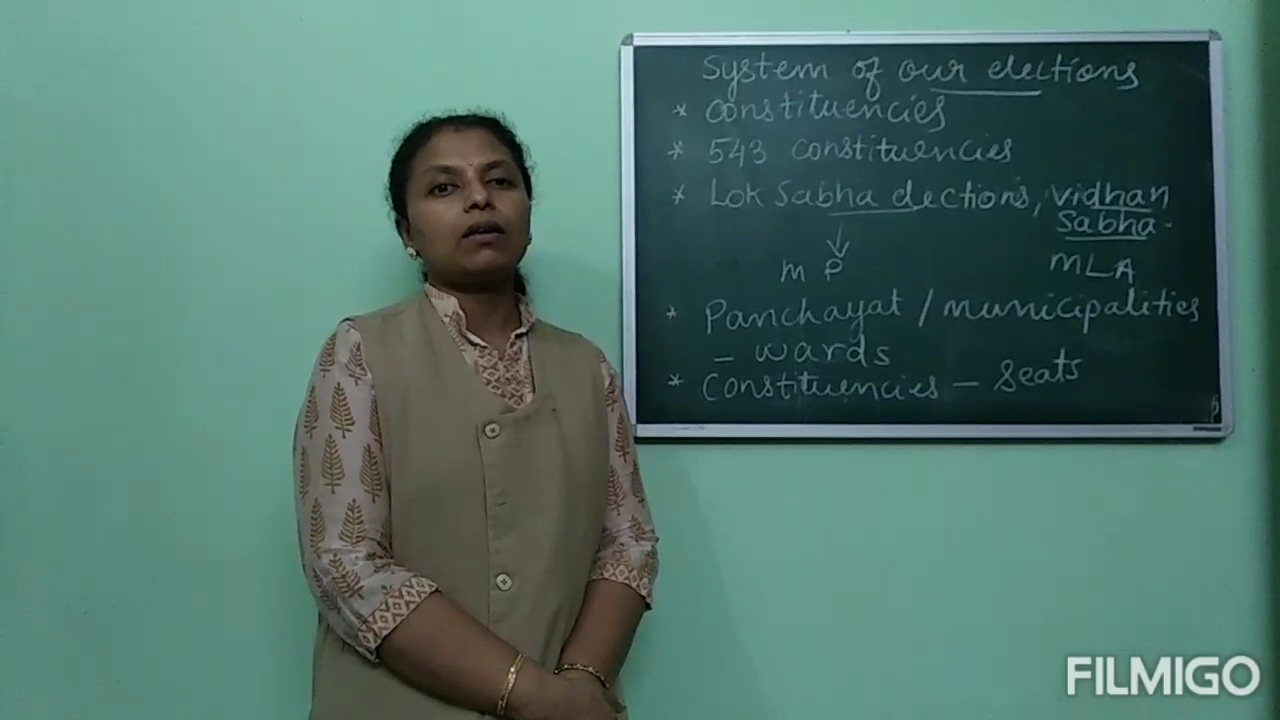 System of our elections
* constituencies
* 543 constituencies
* Lok Sabha elections, vidhan
Sabha.
M P
MLA
* Panchayat / municipalities
- wards
* Constituencies - Seats
FILMIGO